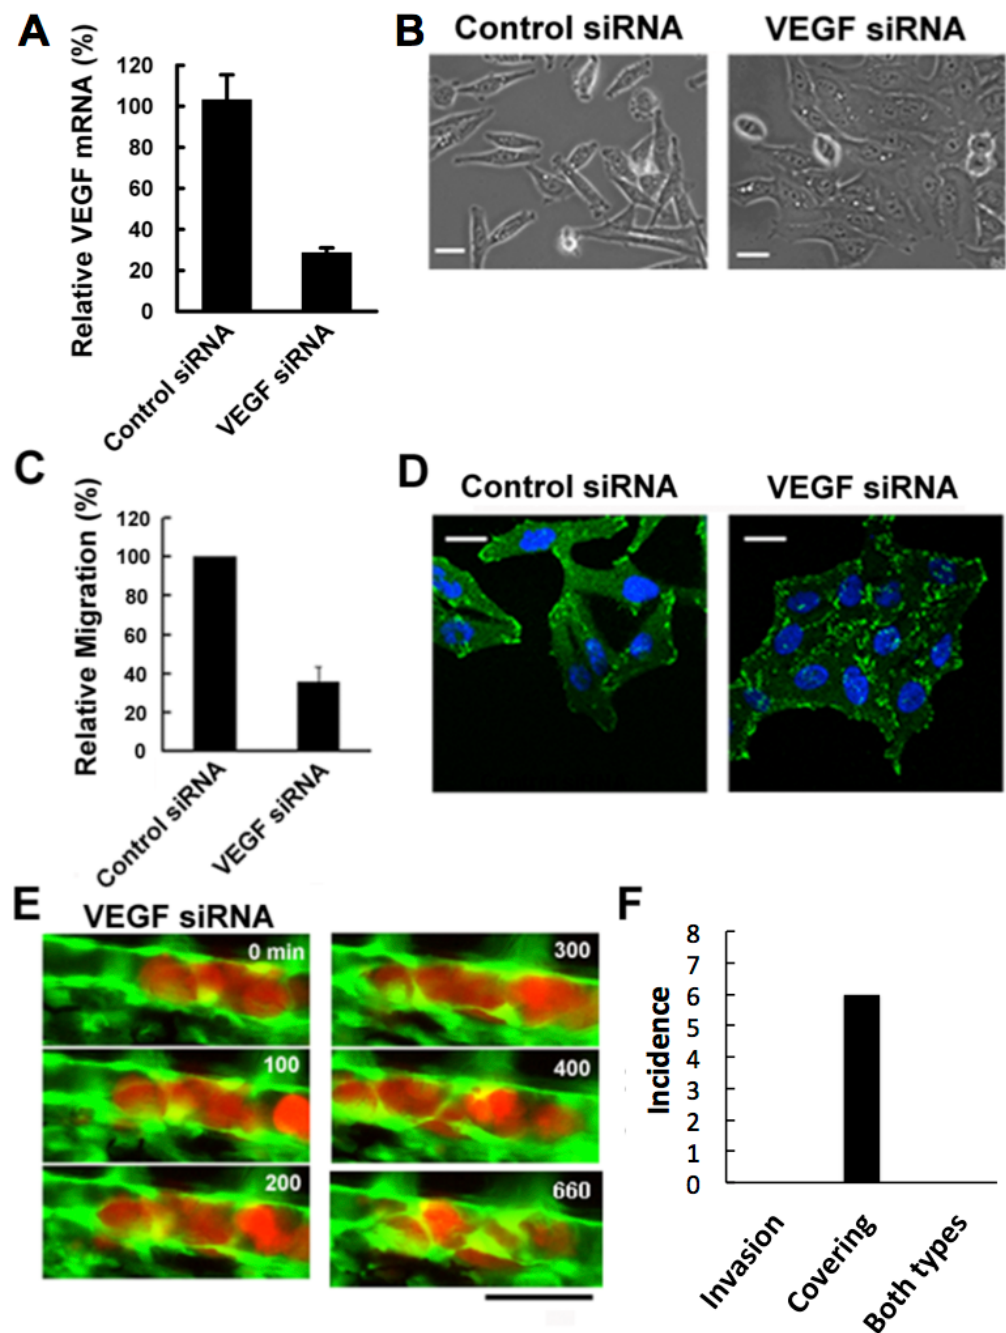 A
Relative VEGF mRNA (%)
120
100
80
60
40
20
0
Control siRNA
VEGF siRNA
B
Control siRNA
VEGF siRNA
C
Relative Migration (%)
120
100
80
60
40
20
0
Control siRNA
VEGF siRNA
D
Control siRNA
VEGF siRNA
E
VEGF siRNA
0 min
300
100
400
200
660
F
Incidence
8
7
6
5
4
3
2
1
0
Invasion
Covering
Both types